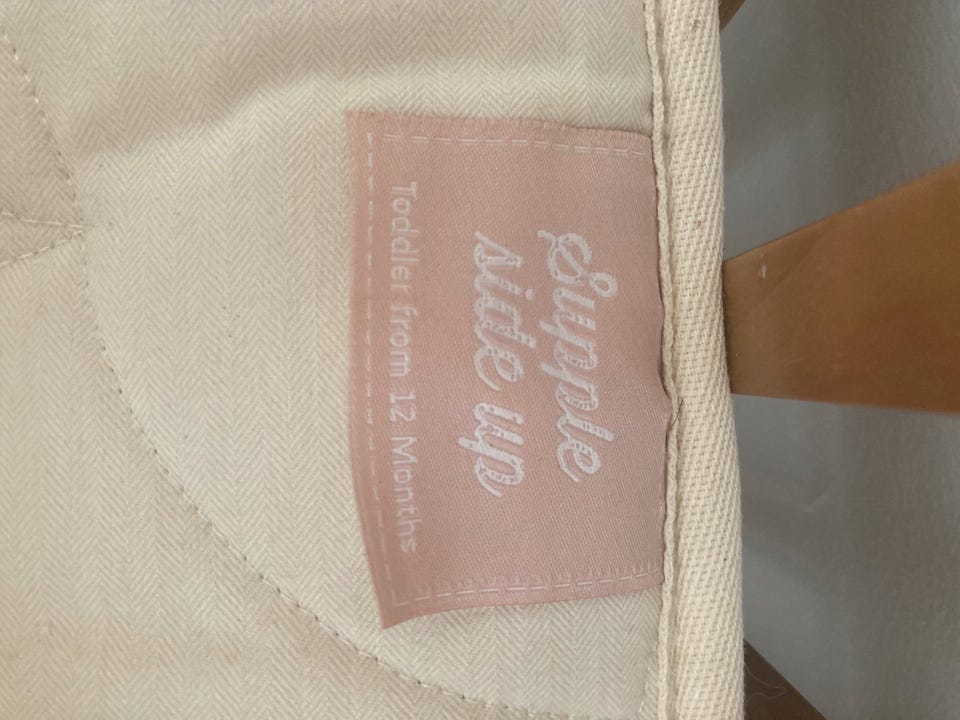 Supple
side up
Toddler from 12 Months